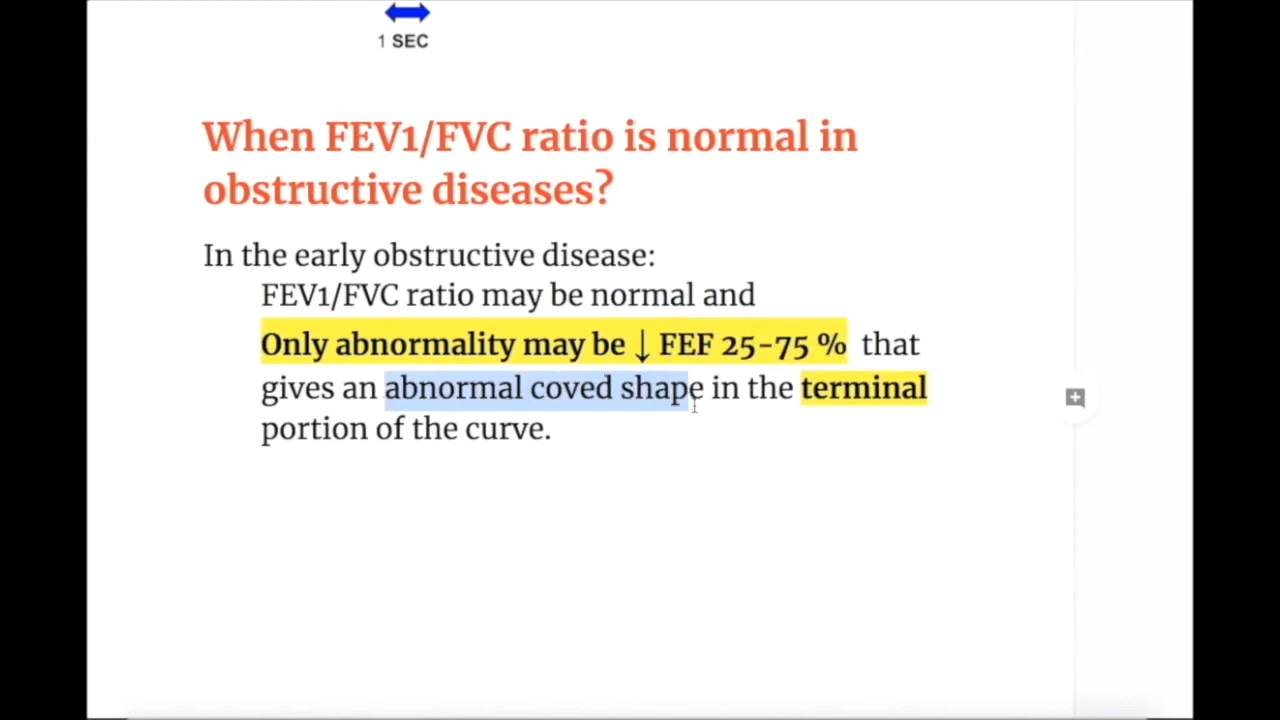 1 SEC
When FEV1/FVC ratio is normal in
obstructive diseases?
In the early obstructive disease:
FEV1/FVC ratio may be normal and
Only abnormality may be ↓ FEF 25-75 % that
gives an abnormal coved shape in the terminal
portion of the curve.